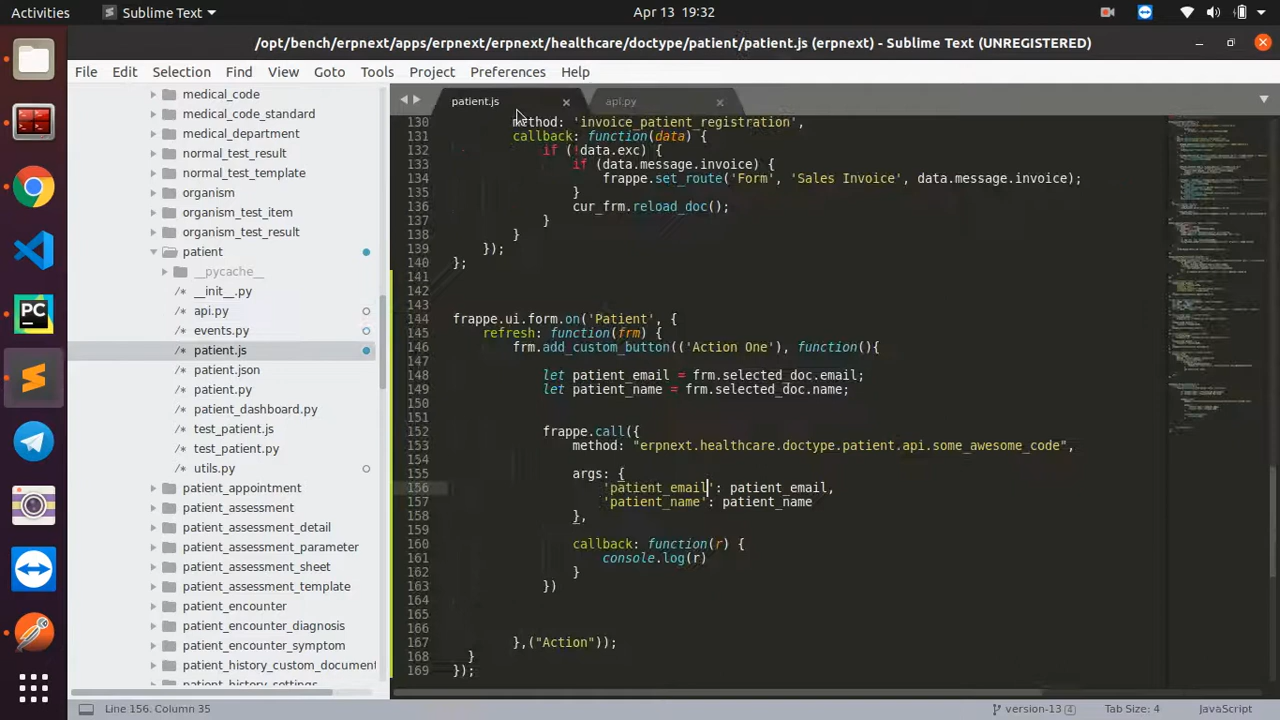 Activities
Sublime Text
Apr 13 19:32
/opt/bench/erpnext/apps/erpnext/erpnext/healthcare/doctype/patient/patient.js (erpnext) - Sublime Text (UNREGISTERED)
File Edit Selection Find View Goto Tools Project Preferences Help
patient.js
api.py
medical_code
medical_code_standard
medical_department
normal_test_result
normal_test_template
organism
organism_test_item
organism_test_result
patient
__pycache__
/* __init__.py
/* api.py
/* events.py
/* patient.js
/* patient.json
/* patient.py
/* patient_dashboard.py
/* test_patient.js
/* test_patient.py
/* utils.py
patient_appointment
patient_assessment
patient_assessment_detail
patient_assessment_parameter
patient_assessment_sheet
patient_assessment_template
patient_encounter
patient_encounter_diagnosis
patient_encounter_symptom
patient_history_custom_document
patient_history_settings
130 method: 'invoice_patient_registration',
131 callback: function(data) {
132 if (!data.exc) {
133 if (data.message.invoice) {
134 frappe.set_route('Form', 'Sales Invoice', data.message.invoice);
135 }
136 cur_frm.reload_doc();
137 }
138 }
139 });
140 };
141
142
143
144 frappe.ui.form.on('Patient', {
145 refresh: function(frm) {
146 frm.add_custom_button(('Action One'), function(){
147
148 let patient_email = frm.selected_doc.email;
149 let patient_name = frm.selected_doc.name;
150
151
152 frappe.call({
153 method: "erpnext.healthcare.doctype.patient.api.some_awesome_code",
154
155 args: {
156 'patient_email': patient_email,
157 'patient_name': patient_name
158 },
159
160 callback: function(r) {
161 console.log(r)
162 }
163 })
164
165
166
167 },("Action"));
168 }
169 });
Line 156, Column 35
version-13 4
Tab Size: 4
JavaScript